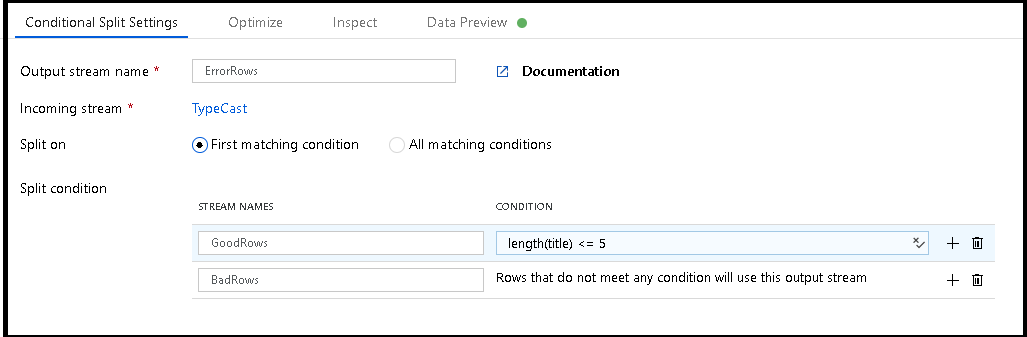 Conditional Split Settings Optimize Inspect Data Preview
Output stream name * ErrorRows Documentation
Incoming stream * TypeCast
Split on First matching condition All matching conditions
Split condition
STREAM NAMES CONDITION
GoodRows length(title) <= 5
BadRows Rows that do not meet any condition will use this output stream